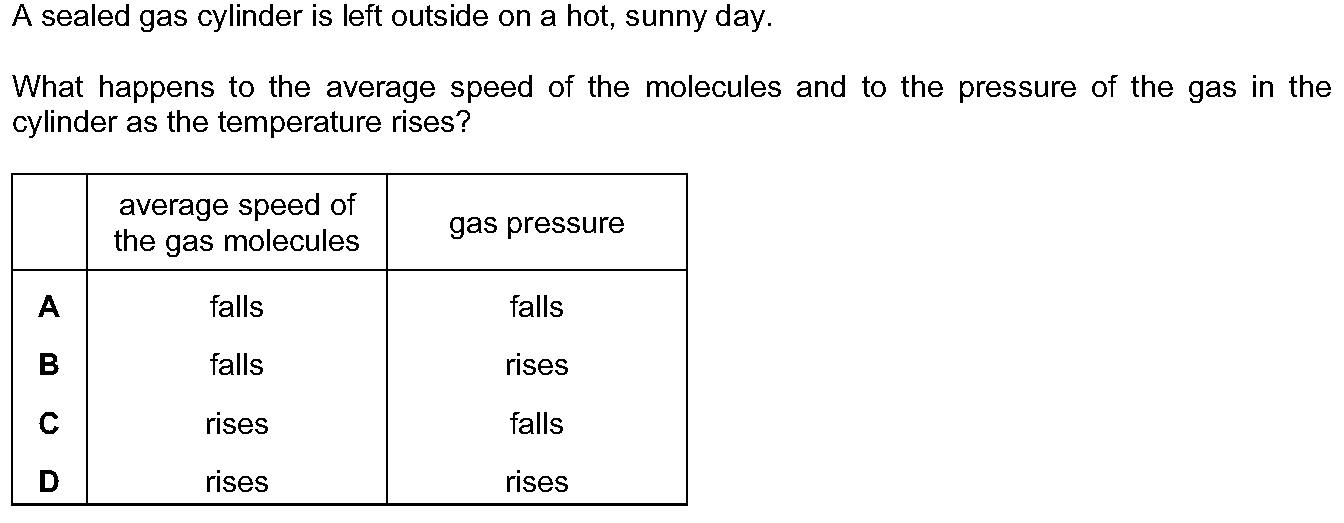 A sealed gas cylinder is left outside on a hot, sunny day.
What happens to the average speed of the molecules and to the pressure of the gas in the
cylinder as the temperature rises?
average speed of
the gas molecules
gas pressure
A falls falls
B falls rises
C rises falls
D rises rises